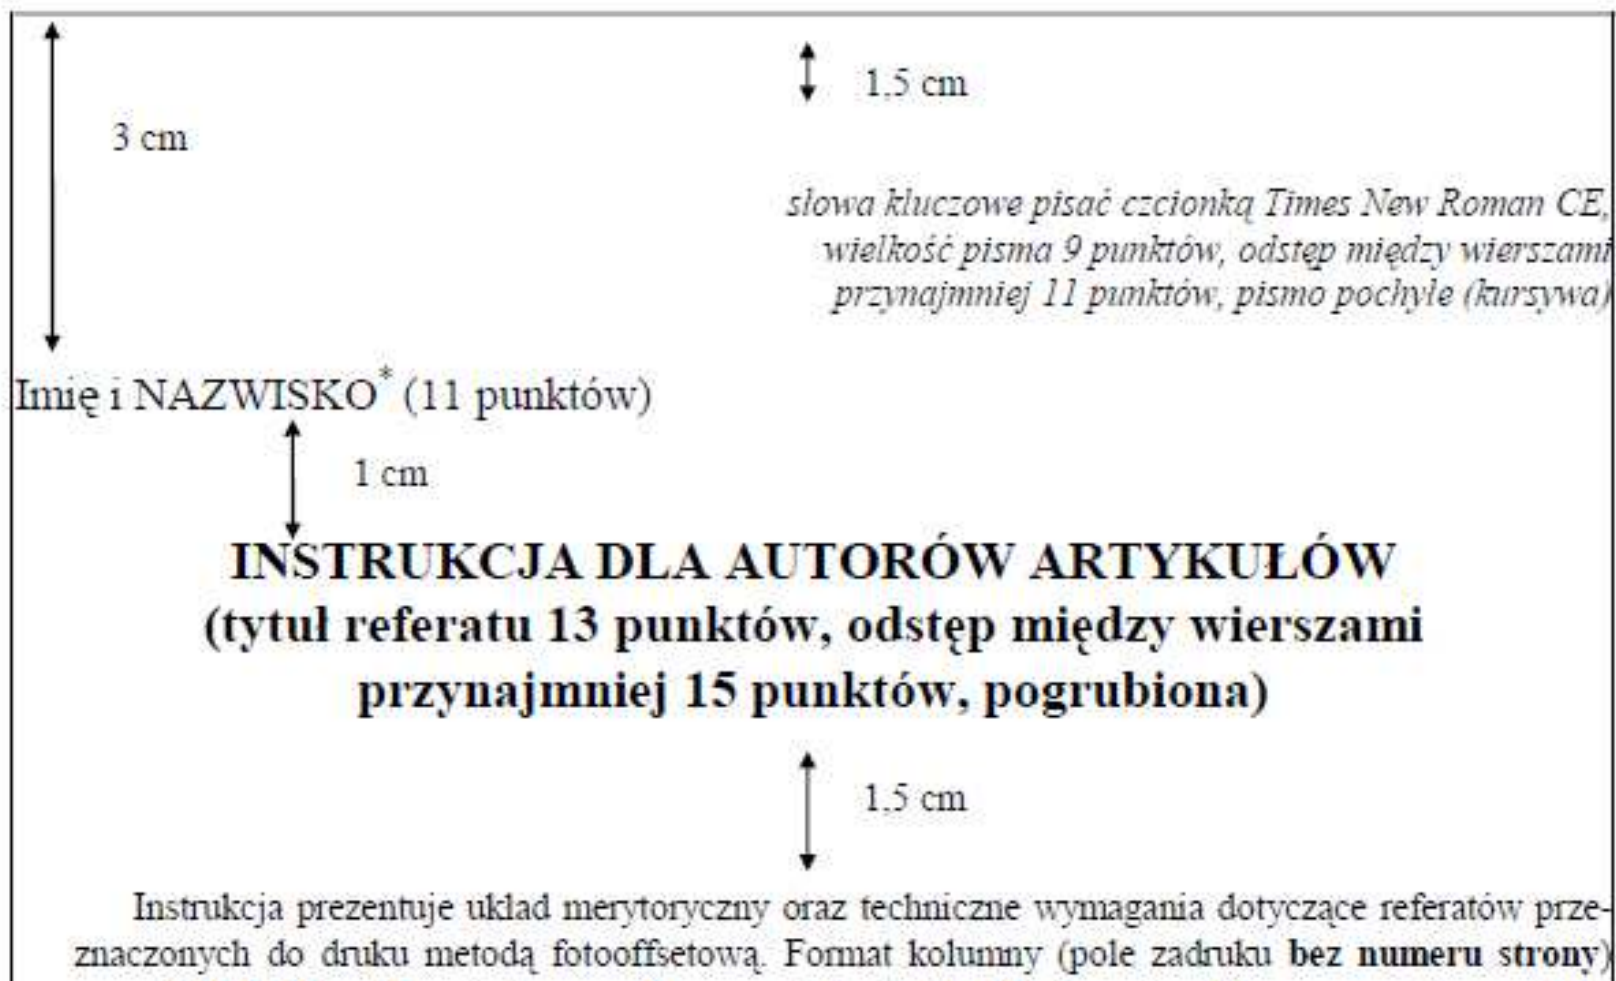 1,5 cm
3 cm
słowa kluczowe pisać czcionką Times New Roman CE,
wielkość pisma 9 punktów, odstęp między wierszami
przynajmniej 11 punktów, pismo pochyłe (kursywa)
Imię i NAZWISKO* (11 punktów)
1 cm
INSTRUKCJA DLA AUTORÓW ARTYKUŁÓW
(tytuł referatu 13 punktów, odstęp między wierszami
przynajmniej 15 punktów, pogrubiona)
1,5 cm
Instrukcja prezentuje układ merytoryczny oraz techniczne wymagania dotyczące referatów prze-
znaczonych do druku metodą fotooffsetową. Format kolumny (pole zadruku bez numeru strony)